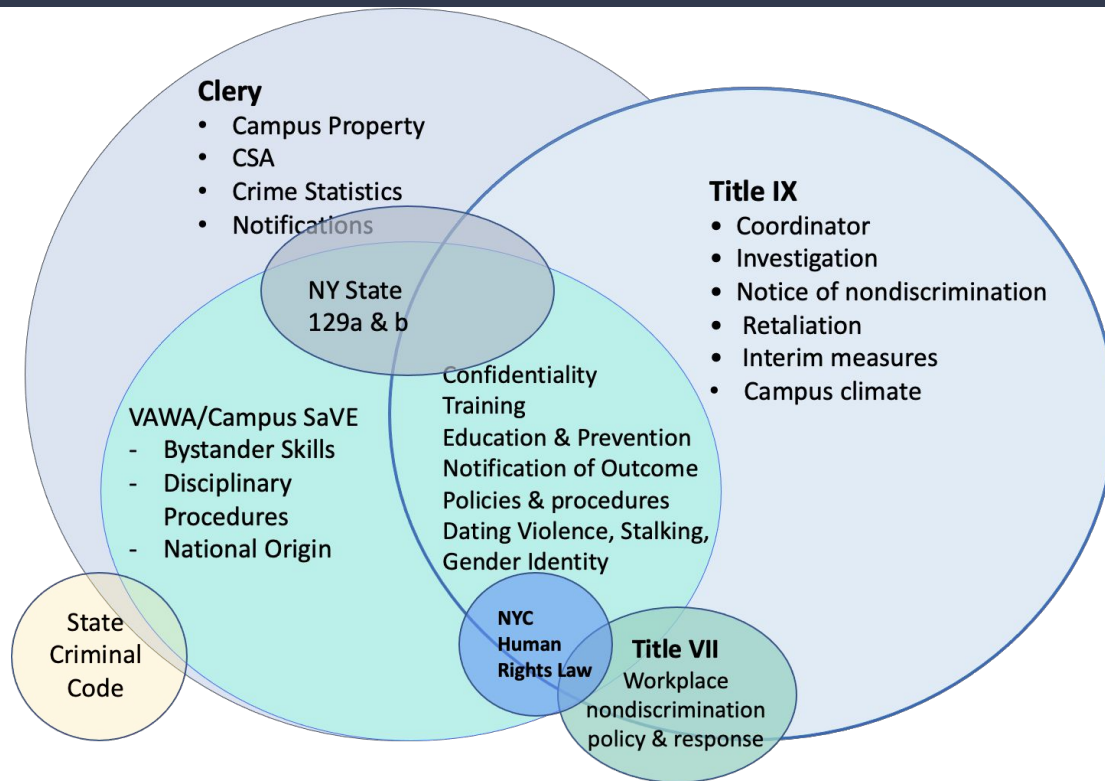 Clery
• Campus Property
• CSA
• Crime Statistics
• Notifications
Title IX
• Coordinator
• Investigation
• Notice of nondiscrimination
• Retaliation
• Interim measures
• Campus climate
NY State
129a & b
VAWA/Campus SaVE
- Bystander Skills
- Disciplinary
Procedures
- National Origin
Confidentiality
Training
Education & Prevention
Notification of Outcome
Policies & procedures
Dating Violence, Stalking,
Gender Identity
State
Criminal
Code
NYC
Human
Rights Law
Title VII
Workplace
nondiscrimination
policy & response